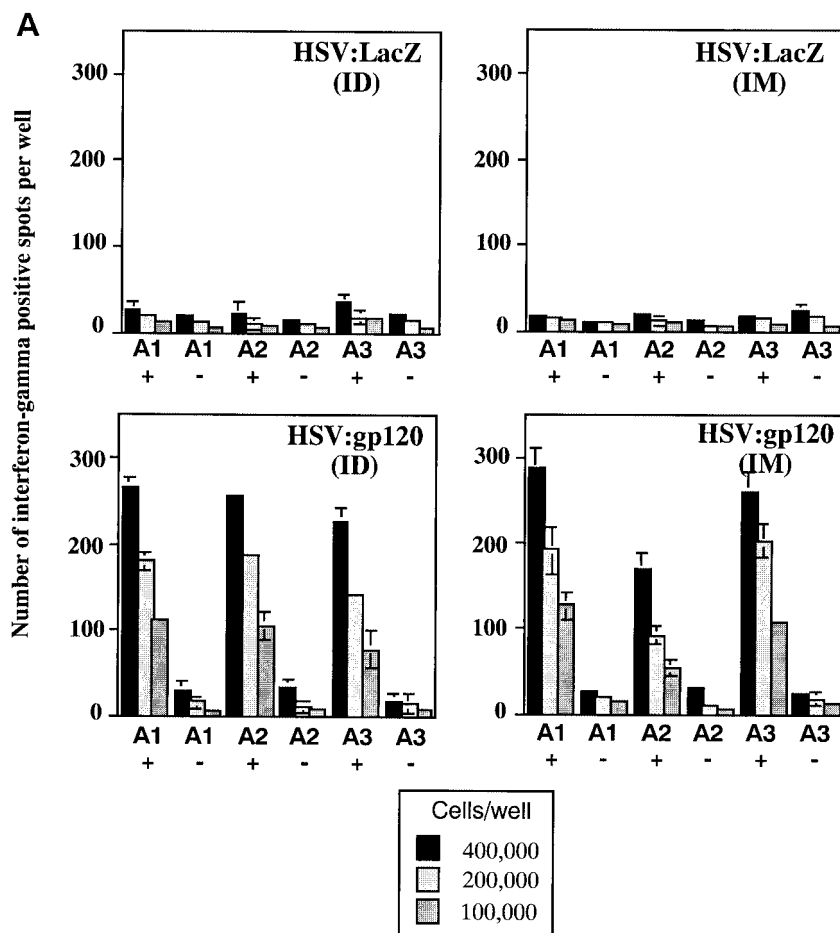 A
Number of interferon-gamma positive spots per well
HSV:LacZ
(ID)
300
200
100
0
A1 A1 A2 A2 A3 A3
+ - + - + -
HSV:LacZ
(IM)
300
200
100
0
A1 A1 A2 A2 A3 A3
+ - + - + -
HSV:gp120
(ID)
300
200
100
0
A1 A1 A2 A2 A3 A3
+ - + - + -
HSV:gp120
(IM)
300
200
100
0
A1 A1 A2 A2 A3 A3
+ - + - + -
Cells/well
400,000
200,000
100,000